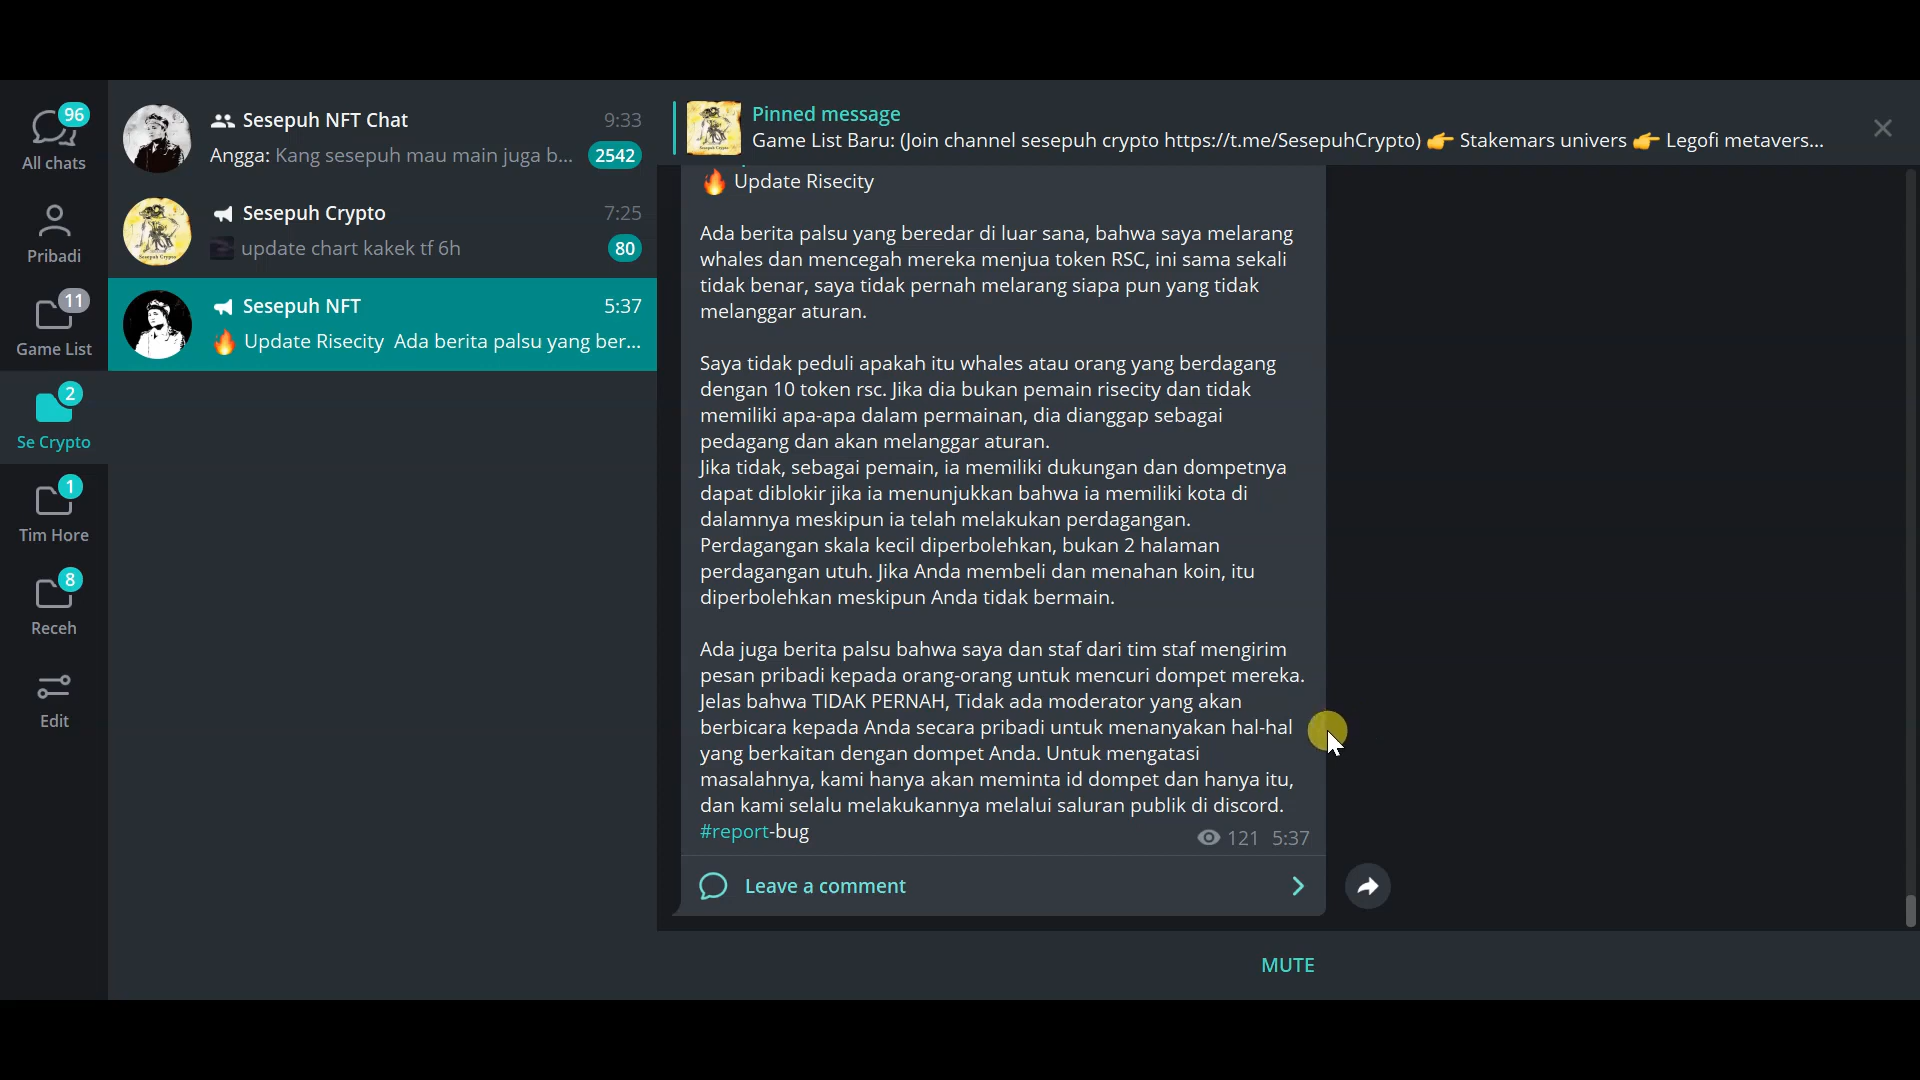 96
All chats
Pribadi
11
Game List
2
Se Crypto
1
Tim Hore
8
Receh
Edit
Sesepuh NFT Chat 9:33
Angga: Kang sesepuh mau main juga b... 2542
Sesepuh Crypto 7:25
update chart kakek tf 6h 80
Sesepuh NFT 5:37
🔥 Update Risecity Ada berita palsu yang ber...
Pinned message
Game List Baru: (Join channel sesepuh crypto https://t.me/SesepuhCrypto) 👉 Stakemars univers 👉 Legofi metavers...
🔥 Update Risecity
Ada berita palsu yang beredar di luar sana, bahwa saya melarang
whales dan mencegah mereka menjua token RSC, ini sama sekali
tidak benar, saya tidak pernah melarang siapa pun yang tidak
melanggar aturan.
Saya tidak peduli apakah itu whales atau orang yang berdagang
dengan 10 token rsc. Jika dia bukan pemain risecity dan tidak
memiliki apa-apa dalam permainan, dia dianggap sebagai
pedagang dan akan melanggar aturan.
Jika tidak, sebagai pemain, ia memiliki dukungan dan dompetnya
dapat diblokir jika ia menunjukkan bahwa ia memiliki kota di
dalamnya meskipun ia telah melakukan perdagangan.
Perdagangan skala kecil diperbolehkan, bukan 2 halaman
perdagangan utuh. Jika Anda membeli dan menahan koin, itu
diperbolehkan meskipun Anda tidak bermain.
Ada juga berita palsu bahwa saya dan staf dari tim staf mengirim
pesan pribadi kepada orang-orang untuk mencuri dompet mereka.
Jelas bahwa TIDAK PERNAH, Tidak ada moderator yang akan
berbicara kepada Anda secara pribadi untuk menanyakan hal-hal
yang berkaitan dengan dompet Anda. Untuk mengatasi
masalahnya, kami hanya akan meminta id dompet dan hanya itu,
dan kami selalu melakukannya melalui saluran publik di discord.
#report-bug
121 5:37
Leave a comment
MUTE